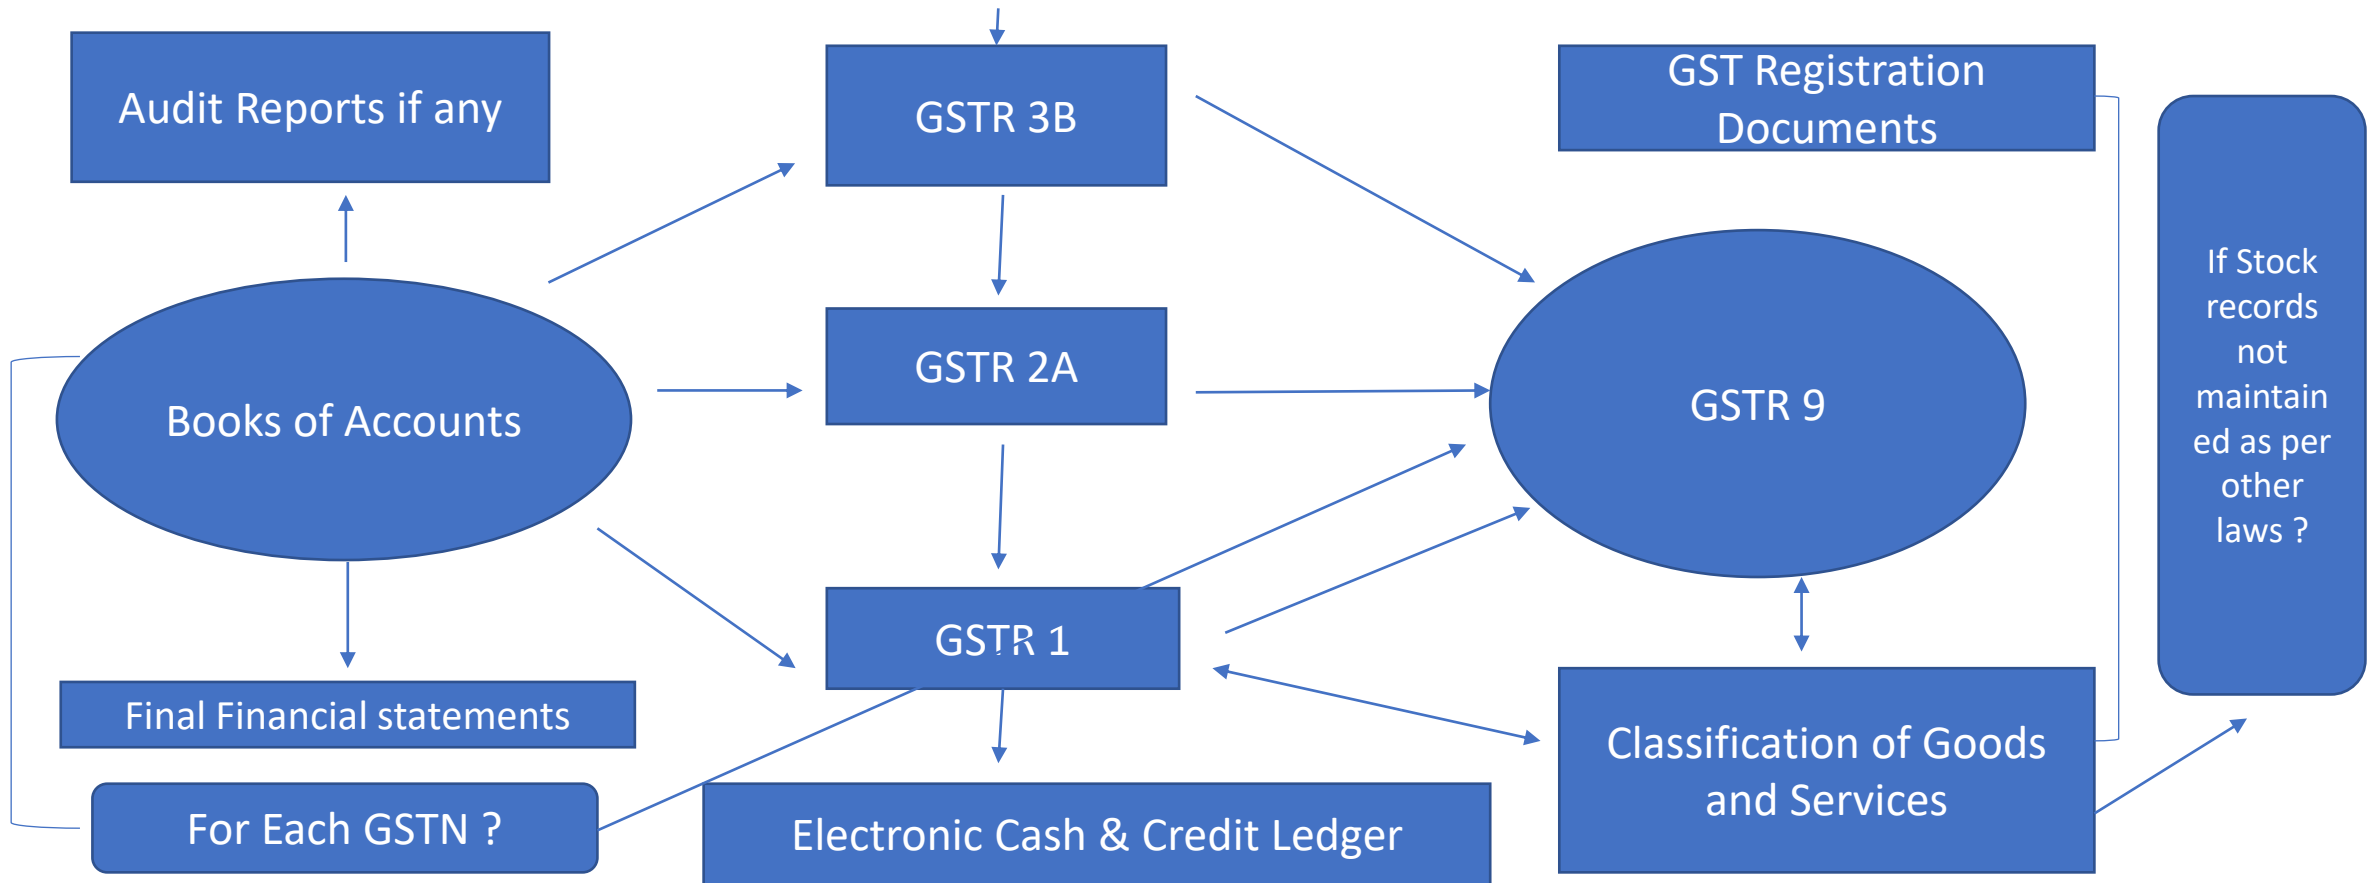 Audit Reports if any
GSTR 3B
GST Registration
Documents
Books of Accounts
GSTR 2A
GSTR 9
If Stock
records
not
maintain
ed as per
other
laws ?
GSTR 1
Final Financial statements
For Each GSTN ?
Electronic Cash & Credit Ledger
Classification of Goods
and Services